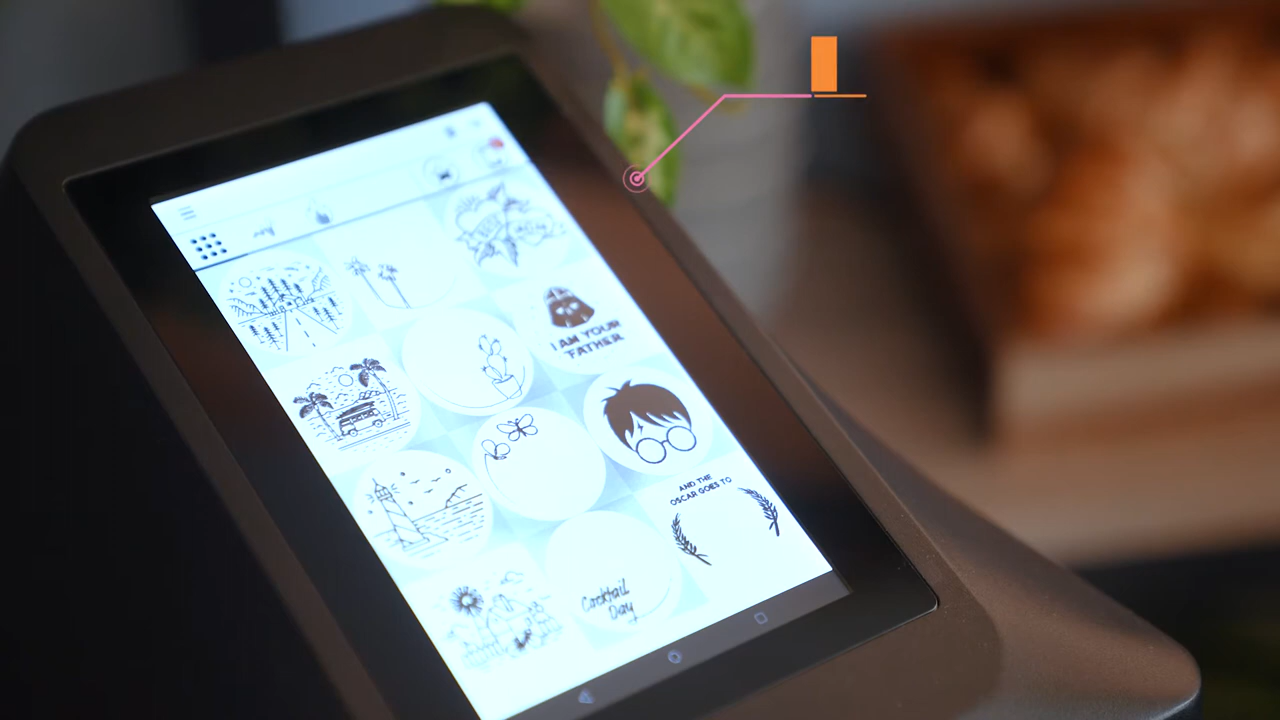 I AM YOUR
FATHER
AND THE
OSCAR GOES TO
Cocktail
Day